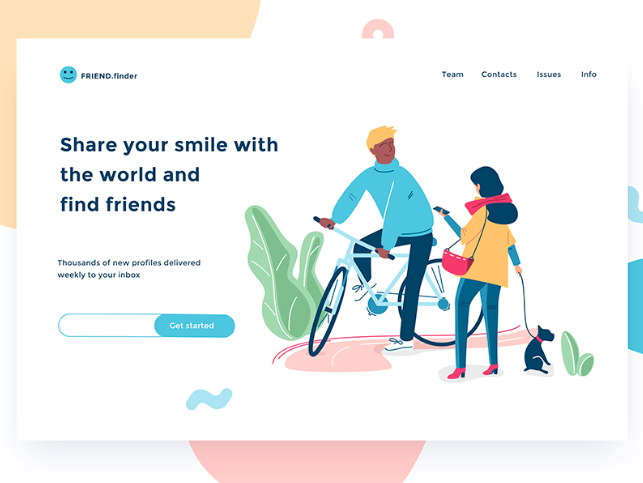 FRIEND.finder
Team Contacts Issues Info
Share your smile with
the world and
find friends
Thousands of new profiles delivered
weekly to your inbox
Get started